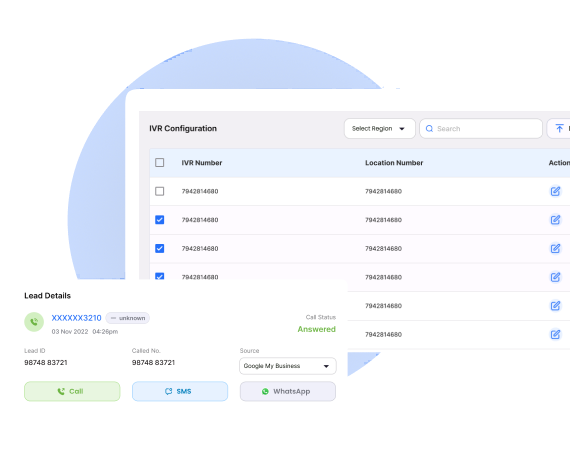 IVR Configuration
Select Region
Search
IVR Number Location Number Action
7942814680 7942814680
7942814680 7942814680
7942814680 7942814680
7942814680 7942814680
7942814680
7942814680
Lead Details
XXXXXX3210 — unknown
03 Nov 2022 04:26pm
Call Status
Answered
Lead ID Called No. Source
98748 83721 98748 83721 Google My Business
Call SMS WhatsApp